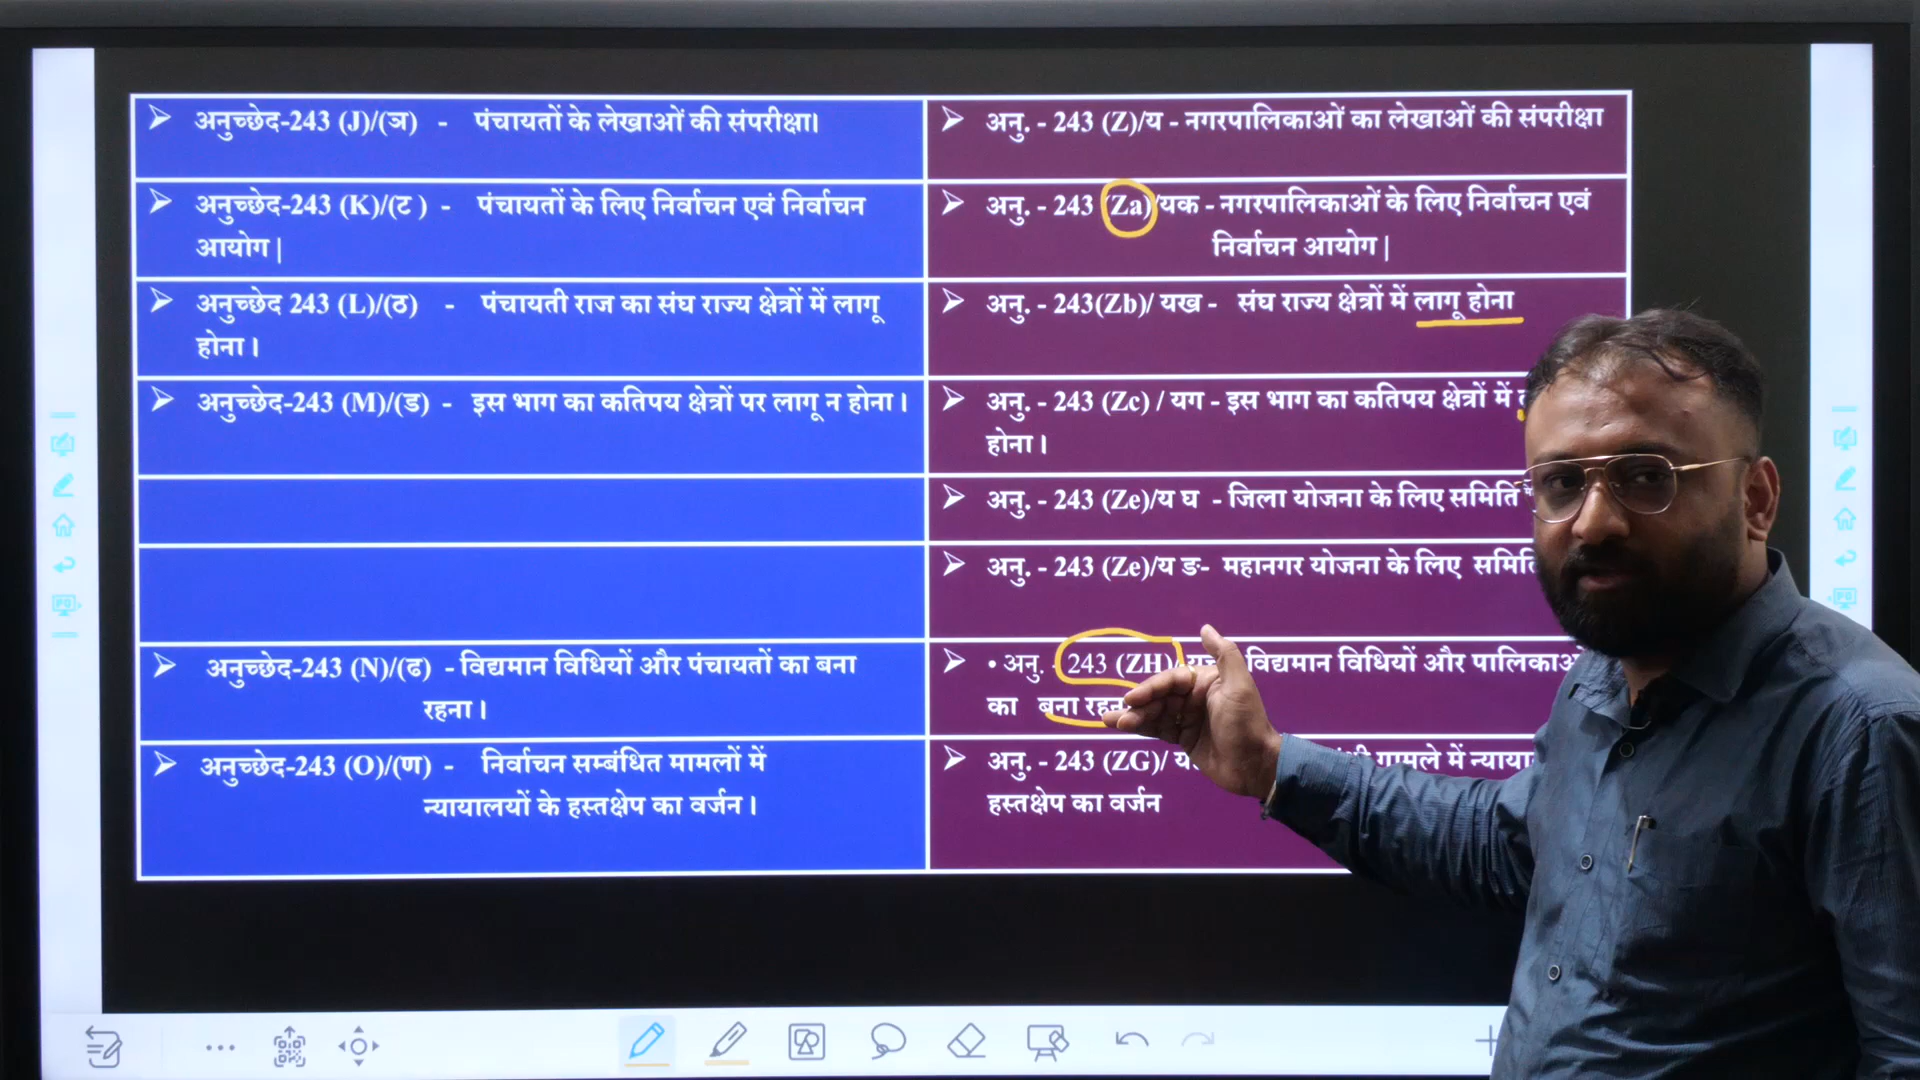 ➢ अनुच्छेद-243 (J)/(ञ) - पंचायतों के लेखाओं की संपरीक्षा।
➢ अनु. - 243 (Z)/य - नगरपालिकाओं का लेखाओं की संपरीक्षा
➢ अनुच्छेद-243 (K)/(ट ) - पंचायतों के लिए निर्वाचन एवं निर्वाचन
आयोग |
➢ अनु. - 243 (Za)/यक - नगरपालिकाओं के लिए निर्वाचन एवं
निर्वाचन आयोग |
➢ अनुच्छेद 243 (L)/(ठ) - पंचायती राज का संघ राज्य क्षेत्रों में लागू
होना ।
➢ अनु. - 243(Zb)/ यख - संघ राज्य क्षेत्रों में लागू होना
➢ अनुच्छेद-243 (M)/(ड) - इस भाग का कतिपय क्षेत्रों पर लागू न होना ।
➢ अनु. - 243 (Zc) / यग - इस भाग का कतिपय क्षेत्रों में
होना ।
➢ अनु. - 243 (Ze)/य घ - जिला योजना के लिए समिति
➢ अनु. - 243 (Ze)/य ङ- महानगर योजना के लिए समिति
➢ अनुच्छेद-243 (N)/(ढ) - विद्यमान विधियों और पंचायतों का बना
रहना ।
➢ • अनु. - 243 (ZH)/ विद्यमान विधियों और
का बना
➢ अनुच्छेद-243 (O)/(ण) - निर्वाचन सम्बंधित मामलों में
न्यायालयों के हस्तक्षेप का वर्जन ।
➢ अनु. - 243 (ZG)/ में
हस्तक्षेप का वर्जन